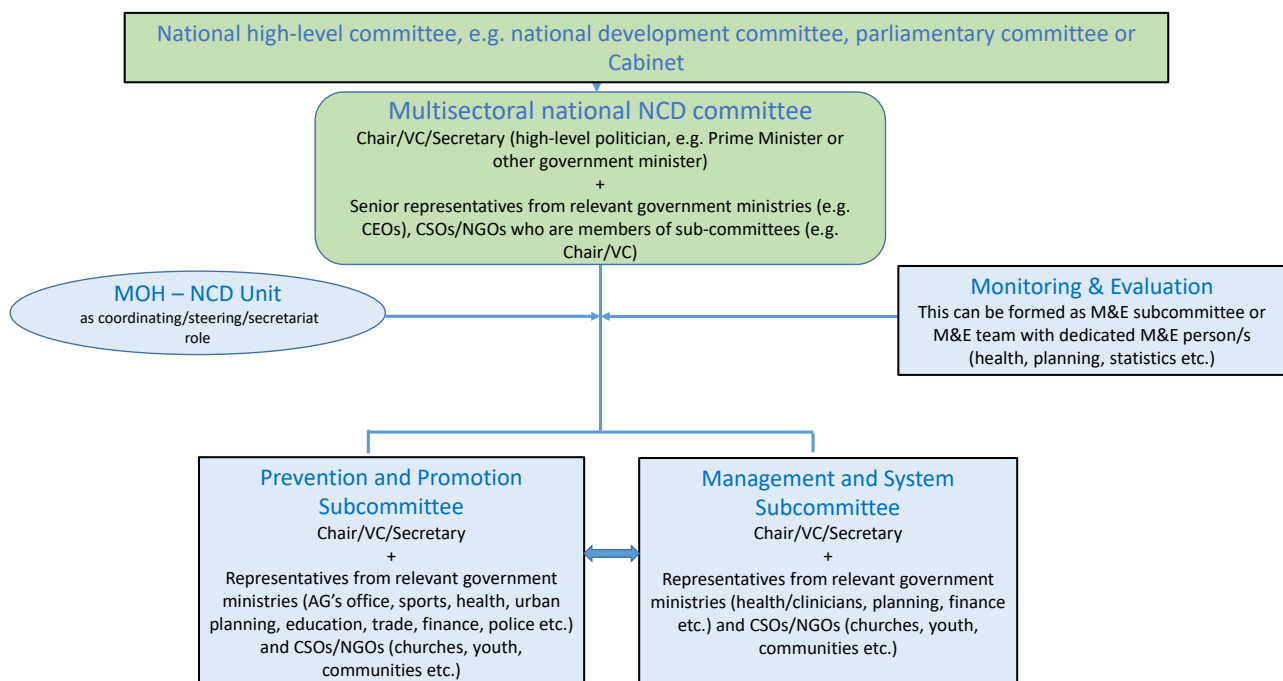 National high-level committee, e.g. national development committee, parliamentary committee or
Cabinet
Multisectoral national NCD committee
Chair/VC/Secretary (high-level politician, e.g. Prime Minister or
other government minister)
+
Senior representatives from relevant government ministries (e.g.
CEOs), CSOs/NGOs who are members of sub-committees (e.g.
Chair/VC)
MOH – NCD Unit
as coordinating/steering/secretariat
role
Monitoring & Evaluation
This can be formed as M&E subcommittee or
M&E team with dedicated M&E person/s
(health, planning, statistics etc.)
Prevention and Promotion
Subcommittee
Chair/VC/Secretary
+
Representatives from relevant government
ministries (AG’s office, sports, health, urban
planning, education, trade, finance, police etc.)
and CSOs/NGOs (churches, youth,
communities etc.)
Management and System
Subcommittee
Chair/VC/Secretary
+
Representatives from relevant government
ministries (health/clinicians, planning, finance
etc.) and CSOs/NGOs (churches, youth,
communities etc.)